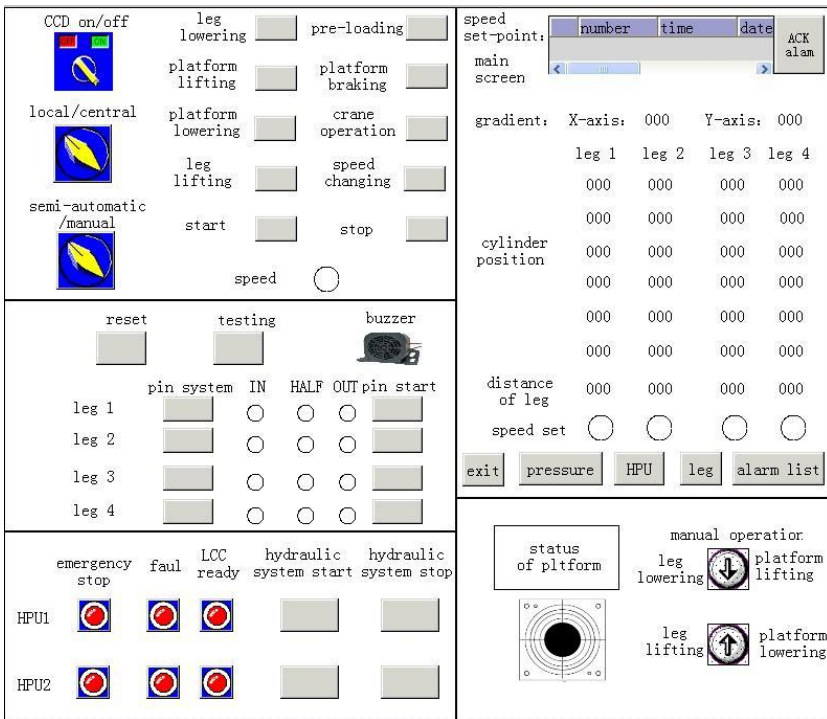 CCD on/off
OFF ON
local/central
semi-automatic
/manual
leg
lowering
pre-loading
platform
lifting
platform
braking
platform
lowering
crane
operation
leg
lifting
speed
changing
start
stop
speed
reset
testing
buzzer
pin system IN HALF OUT pin start
leg 1
leg 2
leg 3
leg 4
emergency
stop
faul
LCC
ready
hydraulic
system start
hydraulic
system stop
HPU1
HPU2
speed
set-point:
number time date
ACK
alam
main
screen
gradient: X-axis: 000 Y-axis: 000
leg 1 leg 2 leg 3 leg 4
000 000 000 000
000 000 000 000
cylinder
position
000 000 000 000
000 000 000 000
000 000 000 000
000 000 000 000
distance
of leg
000 000 000 000
speed set
exit pressure HPU leg alarm list
status
of pltform
manual operation
leg
lowering
platform
lifting
leg
lifting
platform
lowering